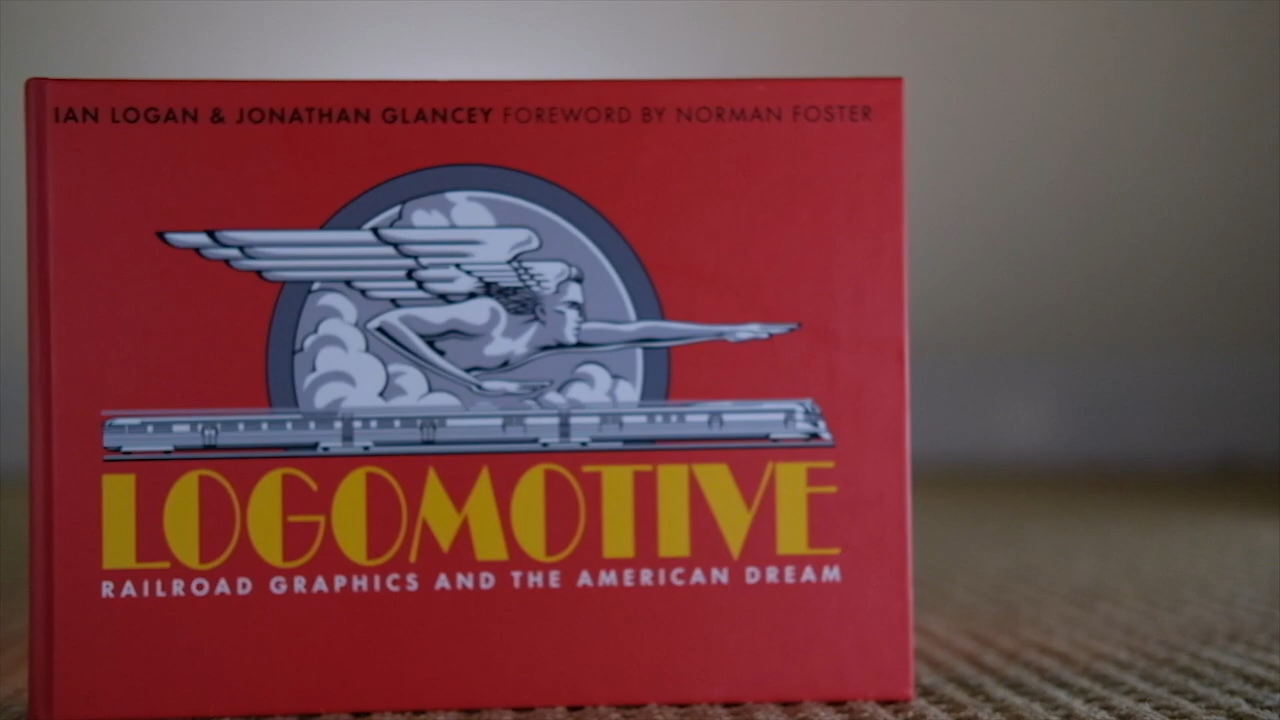 IAN LOGAN & JONATHAN GLANCEY FOREWORD BY NORMAN FOSTER
LOGOMOTIVE
RAILROAD GRAPHICS AND THE AMERICAN DREAM